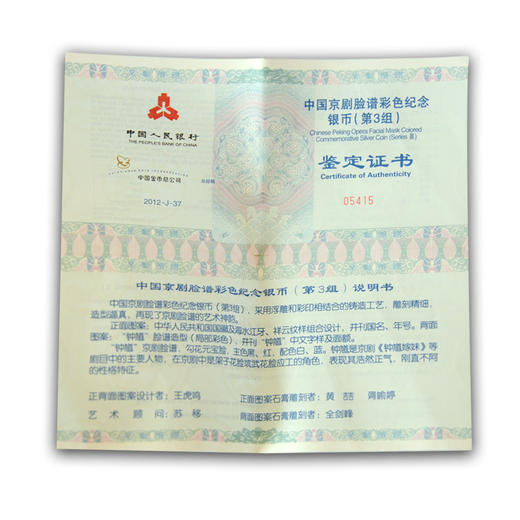 中国人民银行
THE PEOPLE'S BANK OF CHINA
中国金币总公司
2012-J-37
中国京剧脸谱彩色纪念
银币(第3组)
Chinese Peking Opera Facial Mask Colored
Commemorative Silver Coin (Series Ⅲ)
鉴定证书
Certificate of Authenticity
05415
中国京剧脸谱彩色纪念银币(第3组)说明书
中国京剧脸谱彩色纪念银币(第3组),采用浮雕和彩印相结合的铸造工艺,雕刻精细,
造型逼真,再现了京剧脸谱的艺术神韵。
正面图案:中华人民共和国国徽及海水江牙、祥云纹样组合设计,并刊国名、年号。背面
图案:“钟馗”脸谱造型(局部彩色),并刊“钟馗”中文字样及面额。
“钟馗”京剧脸谱,勾花元宝脸,主色黑、红,配色白、蓝。钟馗是京剧《钟馗嫁妹》等
剧目中的主要人物,在京剧中是架子花脸或武花脸应工的角色,表现其浩然正气,刚直不阿
的性格特征。
正背面图案设计者:王虎鸣
正面图案石膏雕刻者:黄喆 胥喻婷
艺术顾问:苏移
背面图案石膏雕刻者:全剑峰